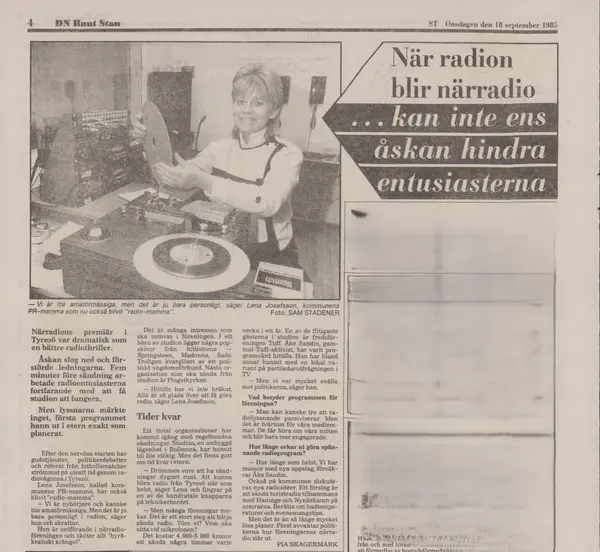 4
DN Runt Stan
ST Onsdagen den 18 september 1985
När radion
blir närradio
... kan inte ens
åskan hindra
entusiasterna
— Vi är lite amatörmässiga, men det är ju bara personligt, säger Lena Josefsson, kommunens
PR-mamma som nu också blivit "radio-mamma".
Foto: SAM STADENER
Närradions premiär i
Tyresö var dramatisk som
en bättre radiothriller.
Åskan slog ned och för-
störde ledningarna. Fem
minuter före sändning ar-
betade radioentusiasterna
fortfarande med att få
studion att fungera.
Men lyssnarna märkte
inget, första programmet
hann ut i etern exakt som
planerat.
Efter den nervösa starten har
gudstjänster, politikerdebatter
och referat från fotbollsmatcher
strömmat på utsatt tid genom ra-
diovågorna i Tyresö.
Lena Josefsson, kallad kom-
munens PR-mamma, har också
blivit "radio-mamma".
— Vi är nybörjare och kanske
lite amatörmässiga. Men det är ju
bara personligt i radion, säger
hon och skrattar.
Hon är ordförande i närradio-
föreningen och sköter allt "byrå-
kratiskt krångel".
Det är många intressen som
ska samsas i föreningen. I ett
hörn av studion ligger några pop-
skivor från hitlistorna —
Springsteen, Madonna, Sade.
Troligen kvarglömt av ett poli-
tiskt ungdomsförbund. Nästa or-
ganisation som ska sända från
studion är Pingstkyrkan.
— Hittills har vi inte bråkat.
Alla är så glada över att få göra
radio, säger Lena Josefsson.
Tider kvar
Ett tiotal organisationer har
kommit igång med regelbundna
sändningar. Studion, en ombyggd
lägenhet i Bollmora, har hunnit
bli lite stökig. Men det finns gott
om tid kvar i etern.
— Drömmen vore att ha sänd-
ningar dygnet runt. Att kunna
höra radio från Tyresö när som
helst, säger Lena och fingrar på
en av de hundratals knapparna
på teknikerbordet.
— Men många föreningar tve-
kar. Det är ett stort steg att börja
sända radio. Törs vi? Vem ska
sitta vid mikrofonen?
Det kostar 4 000-5 000 kronor
att sända några timmar varje
vecka i ett år. En av de flitigaste
gästerna i studion är fredsföre-
ningen Tuff. Åke Sandin, gam-
mal Tuff-aktivist, har varit pro-
gramvärd hittills. Han har bland
annat hunnit med en lokal va-
riant på partiledarutfrågningen i
TV.
— Men vi var mycket snälla
mot politikerna, säger han.
Vad betyder programmen för
föreningen?
— Man kan kanske tro att ra-
diolyssnande passiviserar. Men
det är tvärtom för våra medlem-
mar. De får höra om våra möten
och blir bara mer engagerade.
Hur länge orkar ni göra spän-
nande radioprogram?
— Hur länge som helst. Vi har
massor med nya uppslag, försäk-
rar Åke Sandin.
Också på kommunen diskute-
ras nya radioidéer. Ett förslag är
att sända turistradio tillsammans
med Haninge och Nynäshamn på
somrarna. Berätta om badtempe-
raturer och evenemangstips.
Men det är an så länge mycket
lösa planer. Först avvaktar politi-
kerna hur föreningarnas närra-
dio slår ut.
PIA SKAGERMARK